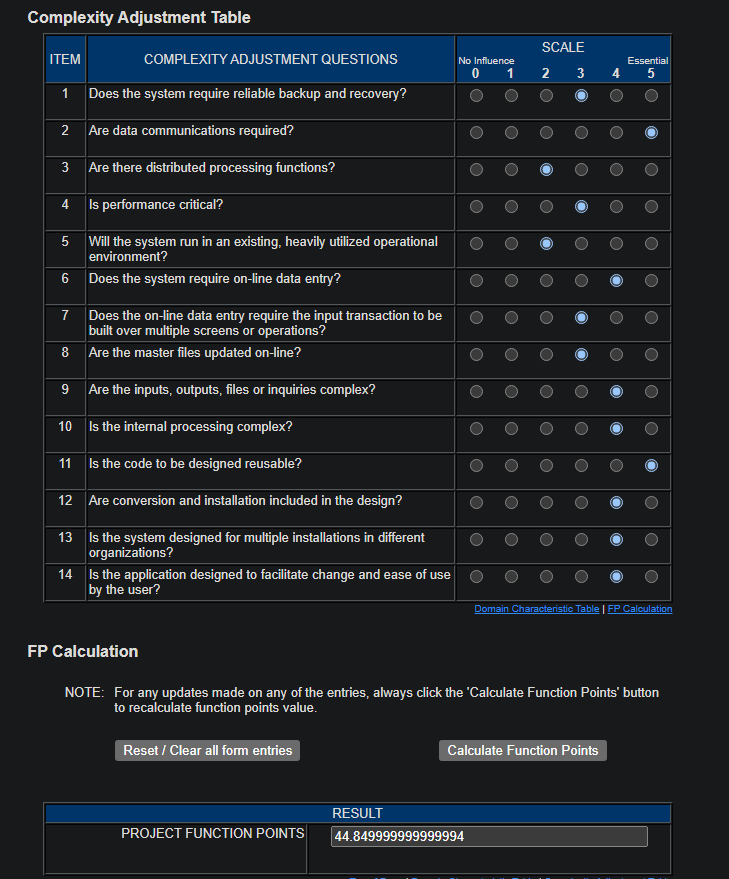 Complexity Adjustment Table
ITEM COMPLEXITY ADJUSTMENT QUESTIONS SCALE
No Influence Essential
0 1 2 3 4 5
1 Does the system require reliable backup and recovery?
2 Are data communications required?
3 Are there distributed processing functions?
4 Is performance critical?
5 Will the system run in an existing, heavily utilized operational
environment?
6 Does the system require on-line data entry?
7 Does the on-line data entry require the input transaction to be
built over multiple screens or operations?
8 Are the master files updated on-line?
9 Are the inputs, outputs, files or inquiries complex?
10 Is the internal processing complex?
11 Is the code to be designed reusable?
12 Are conversion and installation included in the design?
13 Is the system designed for multiple installations in different
organizations?
14 Is the application designed to facilitate change and ease of use
by the user?
Domain Characteristic Table | FP Calculation
FP Calculation
NOTE: For any updates made on any of the entries, always click the 'Calculate Function Points' button
to recalculate function points value.
Reset / Clear all form entries Calculate Function Points
RESULT
PROJECT FUNCTION POINTS 44.849999999999994